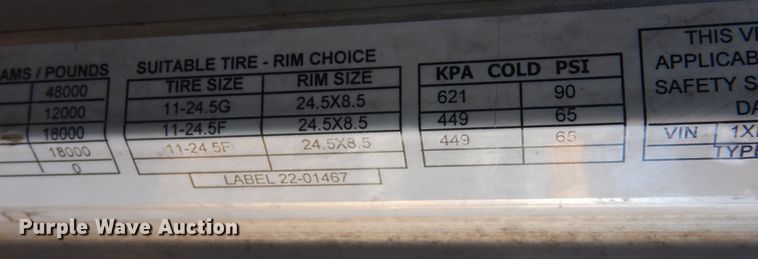 AMS / POUNDS
48000
12000
18000
18000
0
SUITABLE TIRE - RIM CHOICE
TIRE SIZE RIM SIZE
11-24.5G 24.5X8.5
11-24.5F 24.5X8.5
11-24.5F 24.5X8.5
LABEL 22-01467
KPA COLD PSI
621 90
449 65
449 65
THIS VE
APPLICAB
SAFETY S
DA
VIN 1X
TYPE
Purple Wave Auction